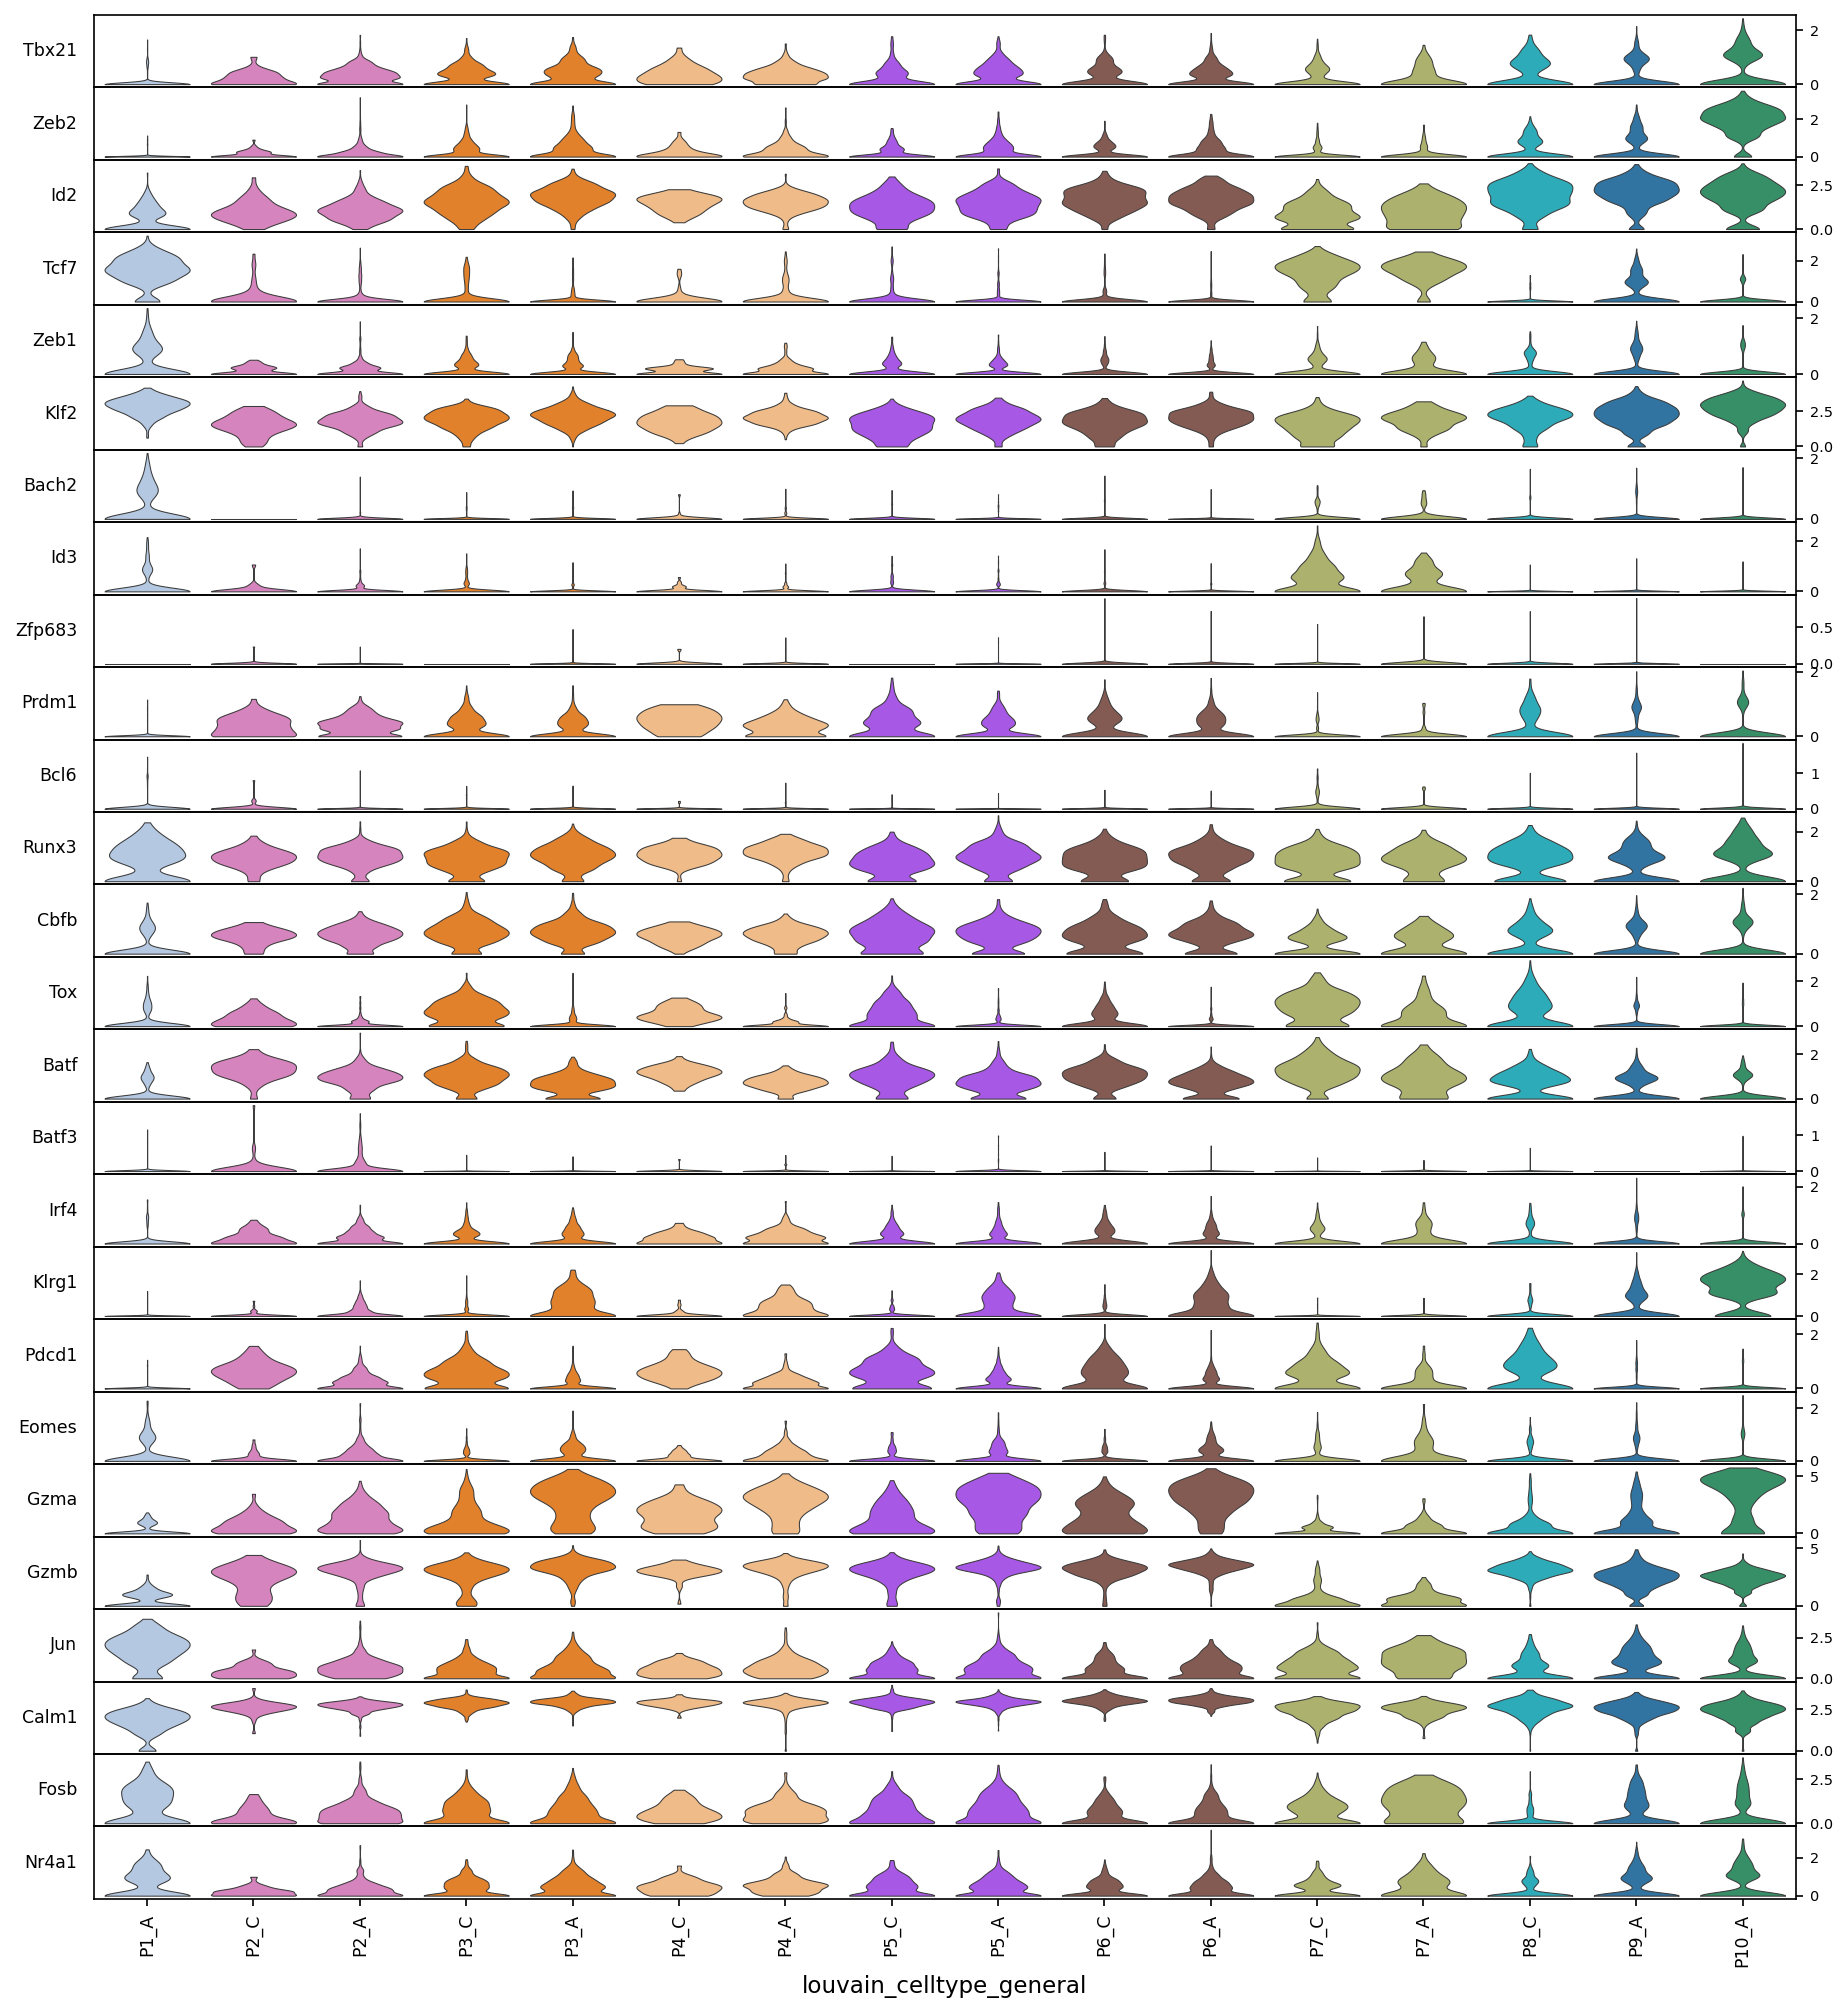 Tbx21 2 0
Zeb2 2 0
Id2 2.5 0.0
Tcf7 2 0
Zeb1 2 0
Klf2 2.5 0.0
Bach2 2 0
Id3 2 0
Zfp683 0.5 0.0
Prdm1 2 0
Bcl6 1 0
Runx3 2 0
Cbfb 2 0
Tox 2 0
Batf 2 0
Batf3 1 0
Irf4 2 0
Klrg1 2 0
Pdcd1 2 0
Eomes 2 0
Gzma 5 0
Gzmb 5 0
Jun 2.5 0.0
Calm1 2.5 0.0
Fosb 2.5 0.0
Nr4a1 2 0
P1_A P2_C P2_A P3_C P3_A P4_C P4_A P5_C P5_A P6_C P6_A P7_C P7_A P8_C P9_A P10_A
louvain_celltype_general